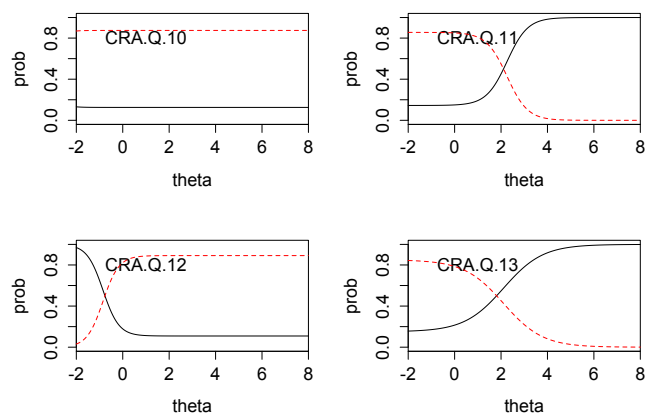 CRA.Q.10
prob
0.0 0.4 0.8
-2 0 2 4 6 8
theta
CRA.Q.11
prob
0.0 0.4 0.8
-2 0 2 4 6 8
theta
CRA.Q.12
prob
0.0 0.4 0.8
-2 0 2 4 6 8
theta
CRA.Q.13
prob
0.0 0.4 0.8
-2 0 2 4 6 8
theta